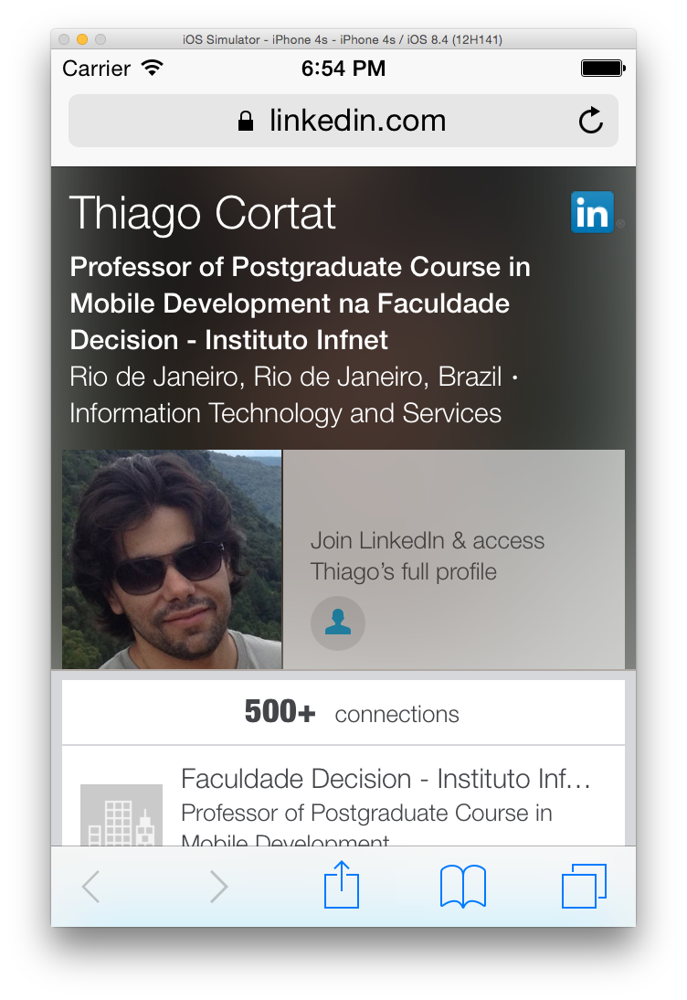 iOS Simulator - iPhone 4s - iPhone 4s / iOS 8.4 (12H141)
Carrier 6:54 PM
linkedin.com
Thiago Cortat
in®
Professor of Postgraduate Course in
Mobile Development na Faculdade
Decision - Instituto Infnet
Rio de Janeiro, Rio de Janeiro, Brazil ·
Information Technology and Services
Join LinkedIn & access
Thiago’s full profile
500+ connections
Faculdade Decision - Instituto Inf…
Professor of Postgraduate Course in
Mobile Development